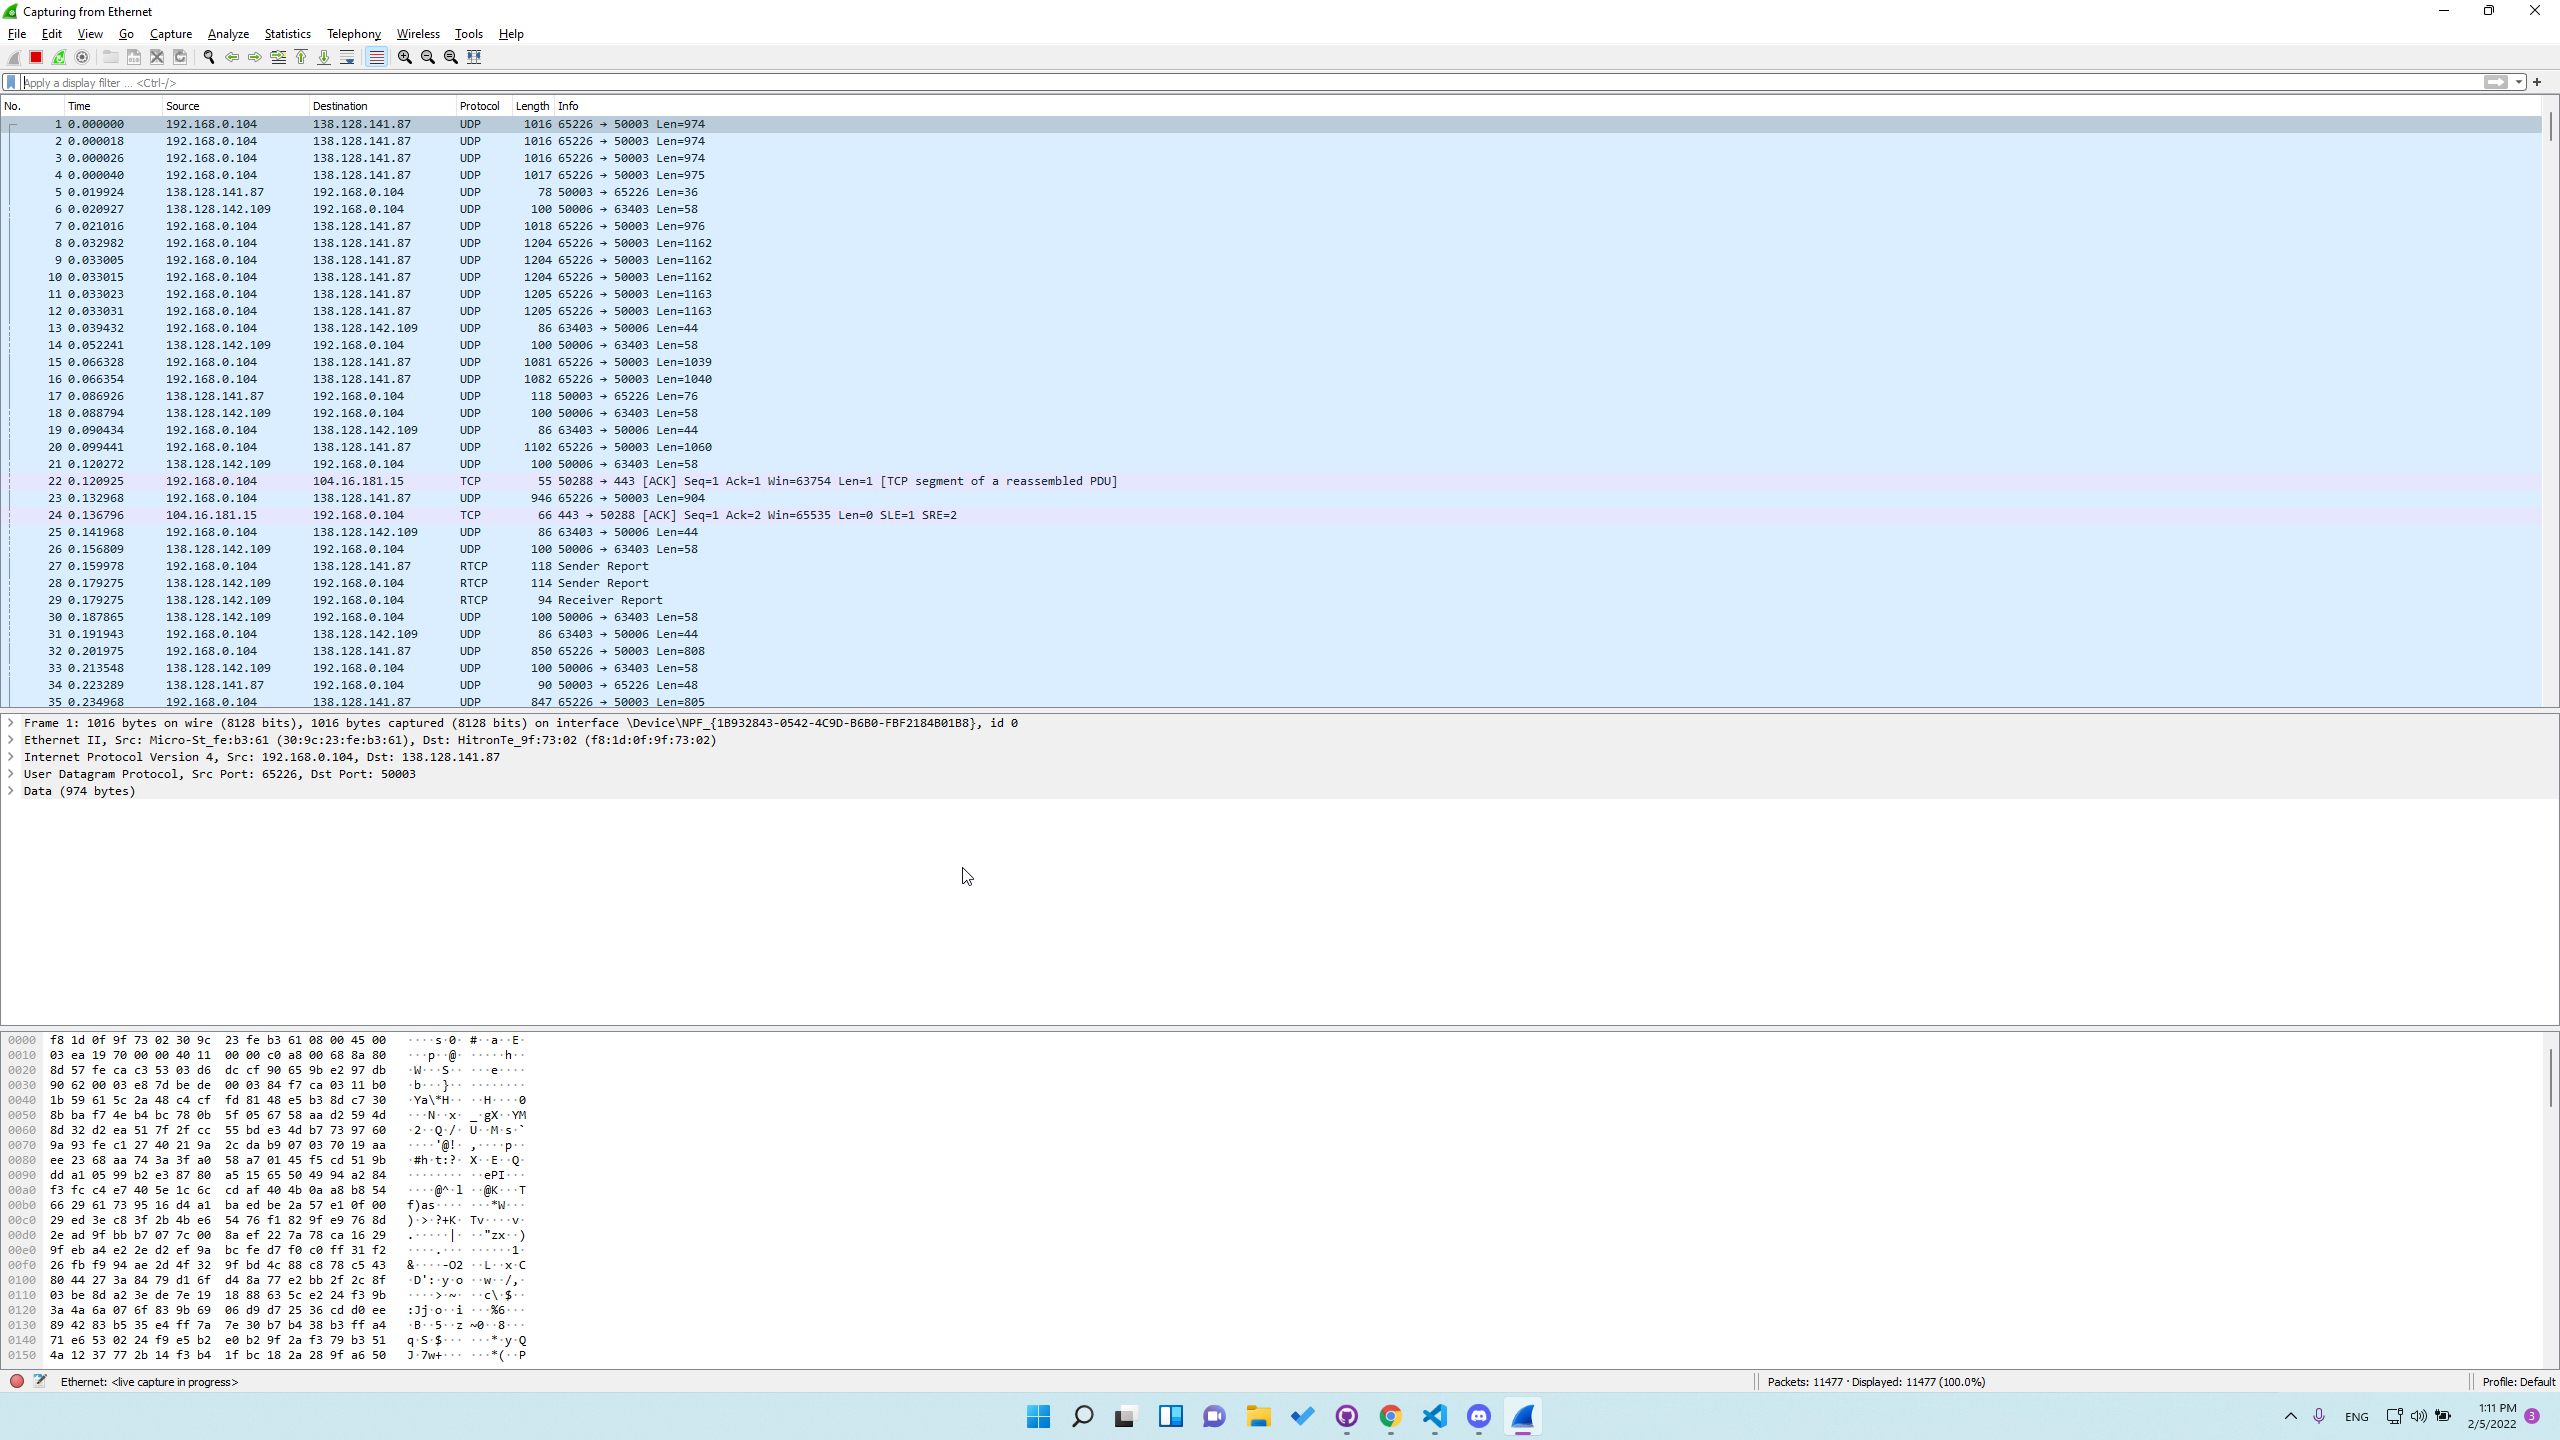 Capturing from Ethernet
File Edit View Go Capture Analyze Statistics Telephony Wireless Tools Help
Apply a display filter ... <Ctrl-/>
No. Time Source Destination Protocol Length Info
1 0.000000 192.168.0.104 138.128.141.87 UDP 1016 65226 → 50003 Len=974
2 0.000018 192.168.0.104 138.128.141.87 UDP 1016 65226 → 50003 Len=974
3 0.000026 192.168.0.104 138.128.141.87 UDP 1016 65226 → 50003 Len=974
4 0.000040 192.168.0.104 138.128.141.87 UDP 1017 65226 → 50003 Len=975
5 0.019924 138.128.141.87 192.168.0.104 UDP 78 50003 → 65226 Len=36
6 0.020927 138.128.142.109 192.168.0.104 UDP 100 50006 → 63403 Len=58
7 0.021016 192.168.0.104 138.128.141.87 UDP 1018 65226 → 50003 Len=976
8 0.032982 192.168.0.104 138.128.141.87 UDP 1204 65226 → 50003 Len=1162
9 0.033005 192.168.0.104 138.128.141.87 UDP 1204 65226 → 50003 Len=1162
10 0.033015 192.168.0.104 138.128.141.87 UDP 1204 65226 → 50003 Len=1162
11 0.033023 192.168.0.104 138.128.141.87 UDP 1205 65226 → 50003 Len=1163
12 0.033031 192.168.0.104 138.128.141.87 UDP 1205 65226 → 50003 Len=1163
13 0.039432 192.168.0.104 138.128.142.109 UDP 86 63403 → 50006 Len=44
14 0.052241 138.128.142.109 192.168.0.104 UDP 100 50006 → 63403 Len=58
15 0.066328 192.168.0.104 138.128.141.87 UDP 1081 65226 → 50003 Len=1039
16 0.066354 192.168.0.104 138.128.141.87 UDP 1082 65226 → 50003 Len=1040
17 0.086926 138.128.141.87 192.168.0.104 UDP 118 50003 → 65226 Len=76
18 0.088794 138.128.142.109 192.168.0.104 UDP 100 50006 → 63403 Len=58
19 0.090434 192.168.0.104 138.128.142.109 UDP 86 63403 → 50006 Len=44
20 0.099441 192.168.0.104 138.128.141.87 UDP 1102 65226 → 50003 Len=1060
21 0.120272 138.128.142.109 192.168.0.104 UDP 100 50006 → 63403 Len=58
22 0.120925 192.168.0.104 104.16.181.15 TCP 55 50288 → 443 [ACK] Seq=1 Ack=1 Win=63754 Len=1 [TCP segment of a reassembled PDU]
23 0.132968 192.168.0.104 138.128.141.87 UDP 946 65226 → 50003 Len=904
24 0.136796 104.16.181.15 192.168.0.104 TCP 66 443 → 50288 [ACK] Seq=1 Ack=2 Win=65535 Len=0 SLE=1 SRE=2
25 0.141968 192.168.0.104 138.128.142.109 UDP 86 63403 → 50006 Len=44
26 0.156809 138.128.142.109 192.168.0.104 UDP 100 50006 → 63403 Len=58
27 0.159978 192.168.0.104 138.128.141.87 RTCP 118 Sender Report
28 0.179275 138.128.142.109 192.168.0.104 RTCP 114 Sender Report
29 0.179275 138.128.142.109 192.168.0.104 RTCP 94 Receiver Report
30 0.187865 138.128.142.109 192.168.0.104 UDP 100 50006 → 63403 Len=58
31 0.191943 192.168.0.104 138.128.142.109 UDP 86 63403 → 50006 Len=44
32 0.201975 192.168.0.104 138.128.141.87 UDP 850 65226 → 50003 Len=808
33 0.213548 138.128.142.109 192.168.0.104 UDP 100 50006 → 63403 Len=58
34 0.223289 138.128.141.87 192.168.0.104 UDP 90 50003 → 65226 Len=48
35 0.234968 192.168.0.104 138.128.141.87 UDP 847 65226 → 50003 Len=805
Frame 1: 1016 bytes on wire (8128 bits), 1016 bytes captured (8128 bits) on interface \Device\NPF_{1B932843-0542-4C9D-B6B0-FBF2184B01B8}, id 0
Ethernet II, Src: Micro-St_fe:b3:61 (30:9c:23:fe:b3:61), Dst: HitronTe_9f:73:02 (f8:1d:0f:9f:73:02)
Internet Protocol Version 4, Src: 192.168.0.104, Dst: 138.128.141.87
User Datagram Protocol, Src Port: 65226, Dst Port: 50003
Data (974 bytes)
0000 f8 1d 0f 9f 73 02 30 9c 23 fe b3 61 08 00 45 00 ····s·0· #··a··E·
0010 03 ea 19 70 00 00 40 11 00 00 c0 a8 00 68 8a 80 ···p··@· ·····h··
0020 8d 57 fe ca c3 53 03 d6 dc cf 90 65 9b e2 97 db ·W···S·· ···e····
0030 90 62 00 03 e8 7d be de 00 03 84 f7 ca 03 11 b0 ·b···}·· ········
0040 1b 59 61 5c 2a 48 c4 cf fd 81 48 e5 b3 8d c7 30 ·Ya\*H·· ··H····0
0050 8b ba f7 4e b4 bc 78 0b 5f 05 67 58 aa d2 59 4d ···N··x· _·gX··YM
0060 8d 32 d2 ea 51 7f 2f cc 55 bd e3 4d b7 73 97 60 ·2··Q·/· U··M·s·`
0070 9a 93 fe c1 27 40 21 9a 2c da b9 07 03 70 19 aa ····'@!· ,····p··
0080 ee 23 68 aa 74 3a 3f a0 58 a7 01 45 f5 cd 51 9b ·#h·t:?· X··E··Q·
0090 dd a1 05 99 b2 e3 87 80 a5 15 65 50 49 94 a2 84 ········ ··ePI···
00a0 f3 fc c4 e7 40 5e 1c 6c cd af 40 4b 0a a8 b8 54 ····@^·l ··@K···T
00b0 66 29 61 73 95 16 d4 a1 ba ed be 2a 57 e1 0f 00 f)as···· ···*W···
00c0 29 ed 3e c8 3f 2b 4b e6 54 76 f1 82 9f e9 76 8d )·>·?+K· Tv····v·
00d0 2e ad 9f bb b7 07 7c 00 8a ef 22 7a 78 ca 16 29 .·····|· ··"zx··)
00e0 9f eb a4 e2 2e d2 ef 9a bc fe d7 f0 c0 ff 31 f2 ····.··· ······1·
00f0 26 fb f9 94 ae 2d 4f 32 9f bd 4c 88 c8 78 c5 43 &····-O2 ··L··x·C
0100 80 44 27 3a 84 79 d1 6f d4 8a 77 e2 bb 2f 2c 8f ·D':·y·o ··w··/,·
0110 03 be 8d a2 3e de 7e 19 18 88 63 5c e2 24 f3 9b ····>·~· ··c\·$··
0120 3a 4a 6a 07 6f 83 9b 69 06 d9 d7 25 36 cd d0 ee :Jj·o··i ···%6···
0130 89 42 83 b5 35 e4 ff 7a 7e 30 b7 b4 38 b3 ff a4 ·B··5··z ~0··8···
0140 71 e6 53 02 24 f9 e5 b2 e0 b2 9f 2a f3 79 b3 51 q·S·$··· ···*·y·Q
0150 4a 12 37 77 2b 14 f3 b4 1f bc 18 2a 28 9f a6 50 J·7w+··· ···*(··P
Ethernet: <live capture in progress>
Packets: 11477 · Displayed: 11477 (100.0%)
Profile: Default
ENG
1:11 PM
2/5/2022
3